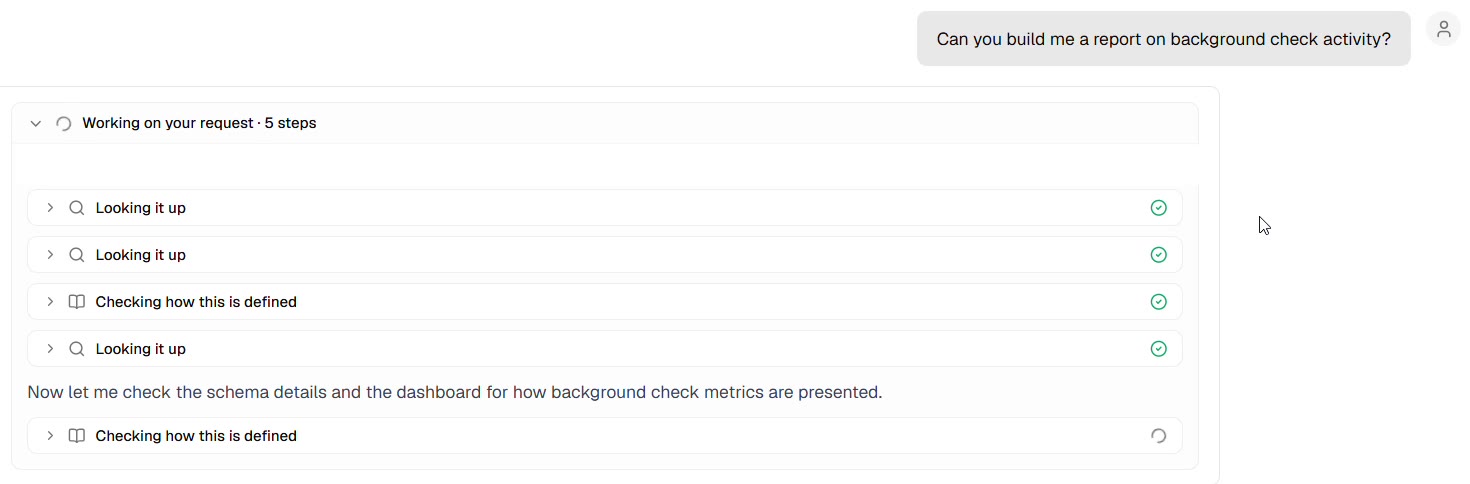 Can you build me a report on background check activity?
Working on your request · 5 steps
Looking it up
Looking it up
Checking how this is defined
Looking it up
Now let me check the schema details and the dashboard for how background check metrics are presented.
Checking how this is defined